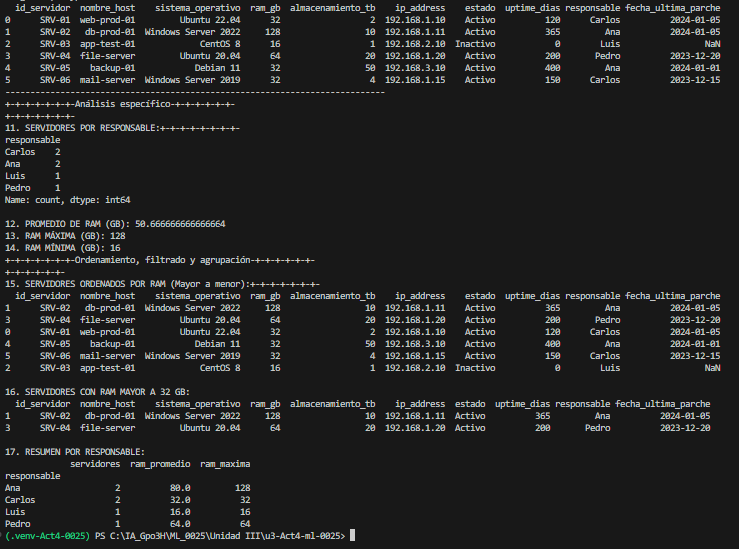 id_servidor nombre_host    sistema_operativo  ram_gb  almacenamiento_tb    ip_address    estado  uptime_dias responsable fecha_ultima_parche
0      SRV-01 web-prod-01         Ubuntu 22.04      32                  2  192.168.1.10    Activo          120      Carlos          2024-01-05
1      SRV-02  db-prod-01  Windows Server 2022     128                 10  192.168.1.11    Activo          365         Ana          2024-01-05
2      SRV-03 app-test-01             CentOS 8      16                  1  192.168.2.10  Inactivo            0        Luis                 NaN
3      SRV-04 file-server         Ubuntu 20.04      64                 20  192.168.1.20    Activo          200       Pedro          2023-12-20
4      SRV-05   backup-01            Debian 11      32                 50  192.168.3.10    Activo          400         Ana          2024-01-01
5      SRV-06 mail-server  Windows Server 2019      32                  4  192.168.1.15    Activo          150      Carlos          2023-12-15
----------------------------------------------------------------------------
+-+-+-+-+-+-+-Análisis específico-+-+-+-+-+-+-
+-+-+-+-+-+-+-
11. SERVIDORES POR RESPONSABLE:+-+-+-+-+-+-+-+-
responsable
Carlos    2
Ana       2
Luis      1
Pedro     1
Name: count, dtype: int64
12. PROMEDIO DE RAM (GB): 50.666666666666664
13. RAM MÁXIMA (GB): 128
14. RAM MÍNIMA (GB): 16
+-+-+-+-+-+-+-Ordenamiento, filtrado y agrupación-+-+-+-+-+-+-
+-+-+-+-+-+-
15. SERVIDORES ORDENADOS POR RAM (Mayor a menor):+-+-+-+-+-+-+-
  id_servidor nombre_host    sistema_operativo  ram_gb  almacenamiento_tb    ip_address    estado  uptime_dias responsable fecha_ultima_parche
1      SRV-02  db-prod-01  Windows Server 2022     128                 10  192.168.1.11    Activo          365         Ana          2024-01-05
3      SRV-04 file-server         Ubuntu 20.04      64                 20  192.168.1.20    Activo          200       Pedro          2023-12-20
0      SRV-01 web-prod-01         Ubuntu 22.04      32                  2  192.168.1.10    Activo          120      Carlos          2024-01-05
4      SRV-05   backup-01            Debian 11      32                 50  192.168.3.10    Activo          400         Ana          2024-01-01
5      SRV-06 mail-server  Windows Server 2019      32                  4  192.168.1.15    Activo          150      Carlos          2023-12-15
2      SRV-03 app-test-01             CentOS 8      16                  1  192.168.2.10  Inactivo            0        Luis                 NaN
16. SERVIDORES CON RAM MAYOR A 32 GB:
  id_servidor nombre_host    sistema_operativo  ram_gb  almacenamiento_tb    ip_address  estado  uptime_dias responsable fecha_ultima_parche
1      SRV-02  db-prod-01  Windows Server 2022     128                 10  192.168.1.11  Activo          365         Ana          2024-01-05
3      SRV-04 file-server         Ubuntu 20.04      64                 20  192.168.1.20  Activo          200       Pedro          2023-12-20
17. RESUMEN POR RESPONSABLE:
             servidores  ram_promedio  ram_maxima
responsable
Ana                   2          80.0         128
Carlos                2          32.0          32
Luis                  1          16.0          16
Pedro                 1          64.0          64
(.venv-Act4-0025) PS C:\IA_Gpo3H\ML_0025\Unidad III\u3-Act4-ml-0025>